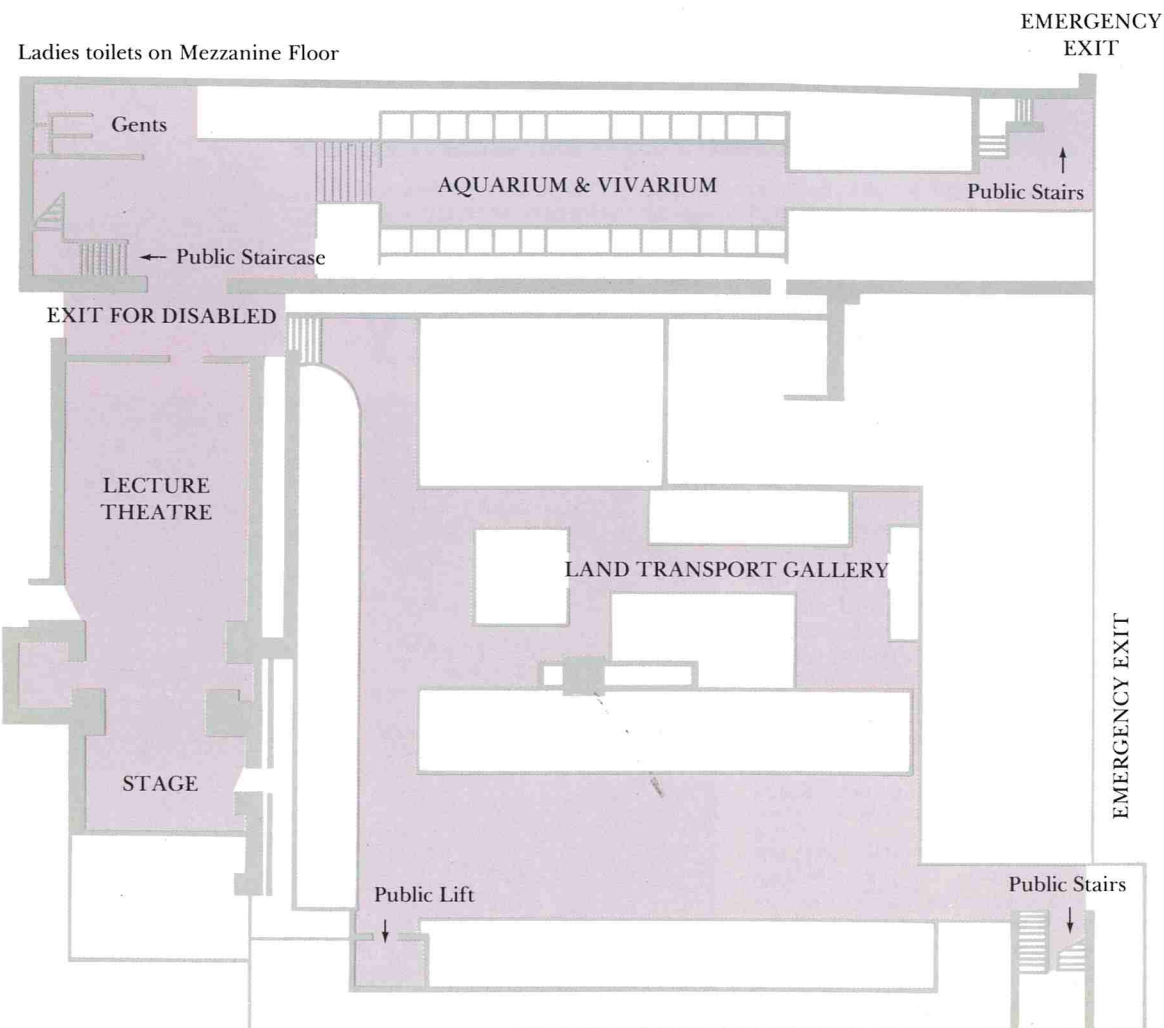 EMERGENCY
EXIT
Ladies toilets on Mezzanine Floor
Gents
AQUARIUM & VIVARIUM
Public Stairs
Public Staircase
EXIT FOR DISABLED
LECTURE
THEATRE
LAND TRANSPORT GALLERY
EMERGENCY EXIT
STAGE
Public Lift
Public Stairs